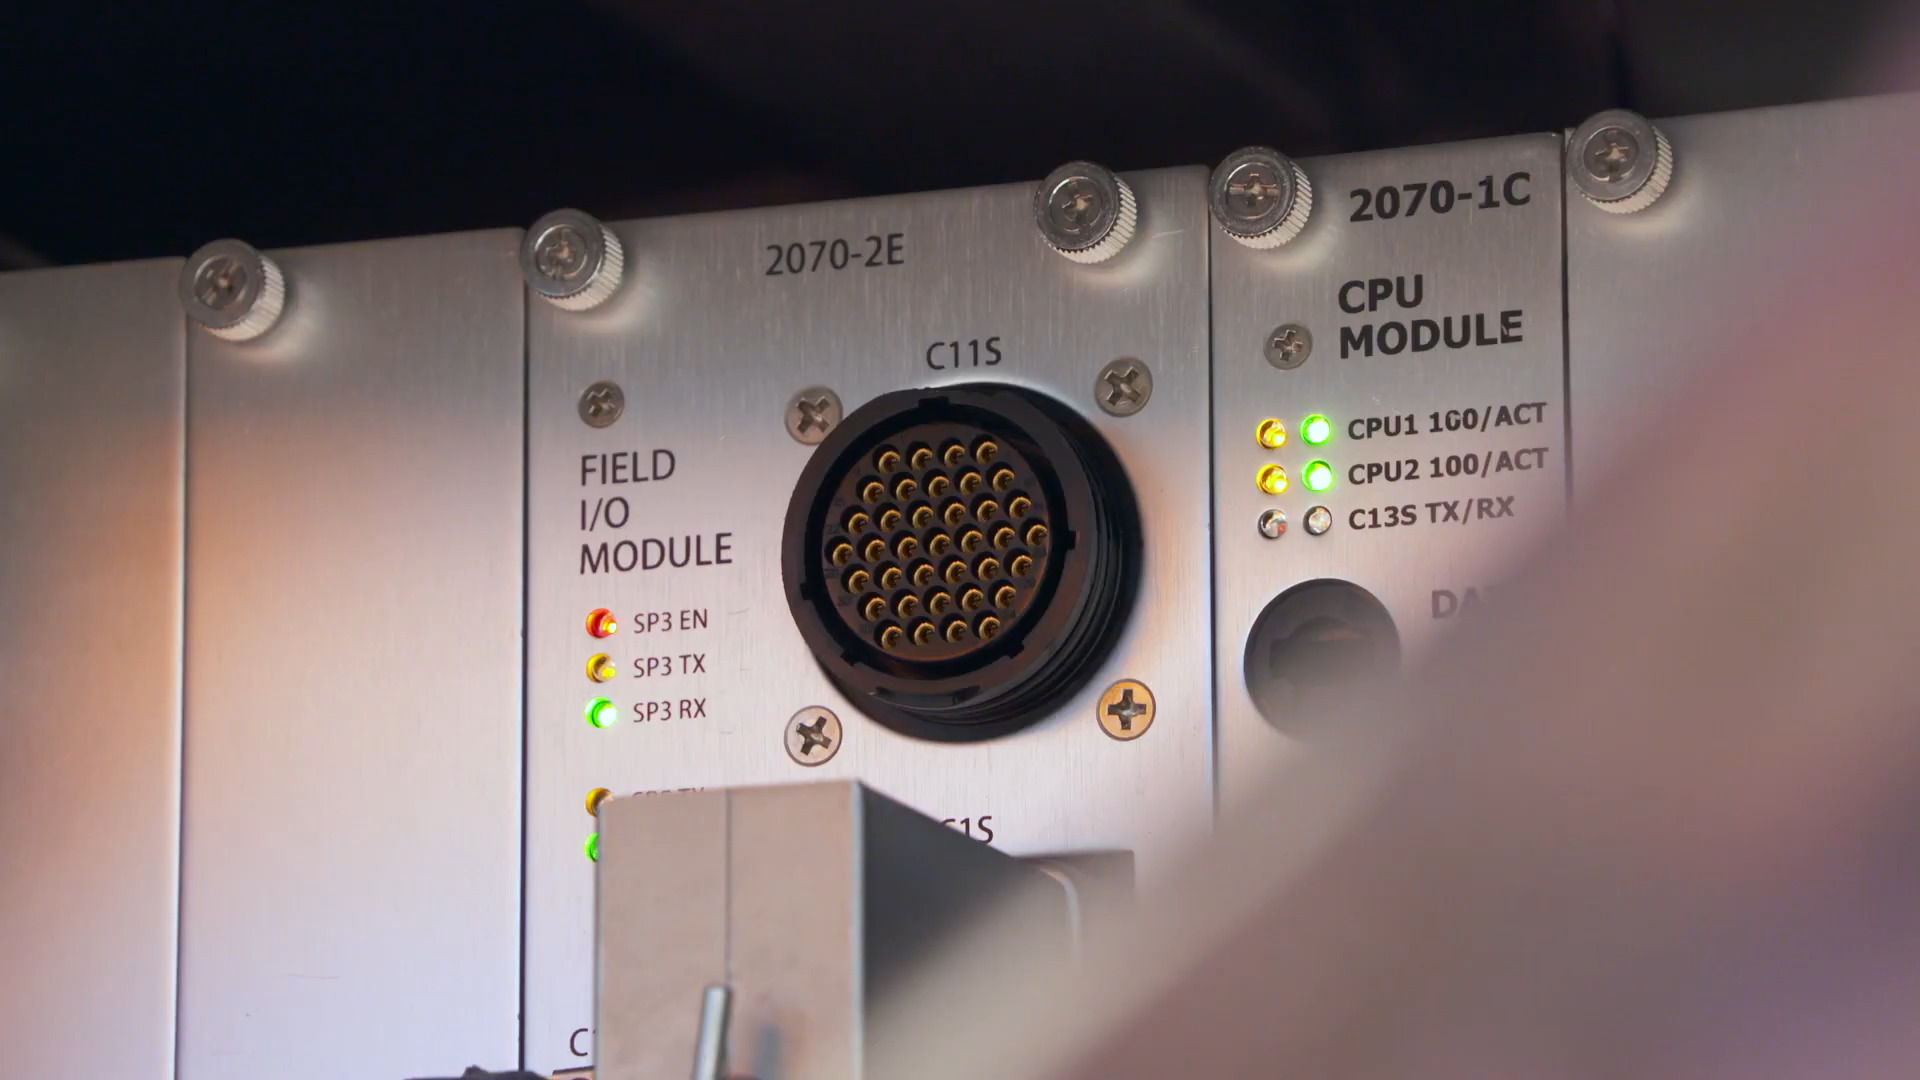 2070-2E
C11S
FIELD
I/O
MODULE
SP3 EN
SP3 TX
SP3 RX
C1S
2070-1C
CPU
MODULE
CPU1 100/ACT
CPU2 100/ACT
C13S TX/RX